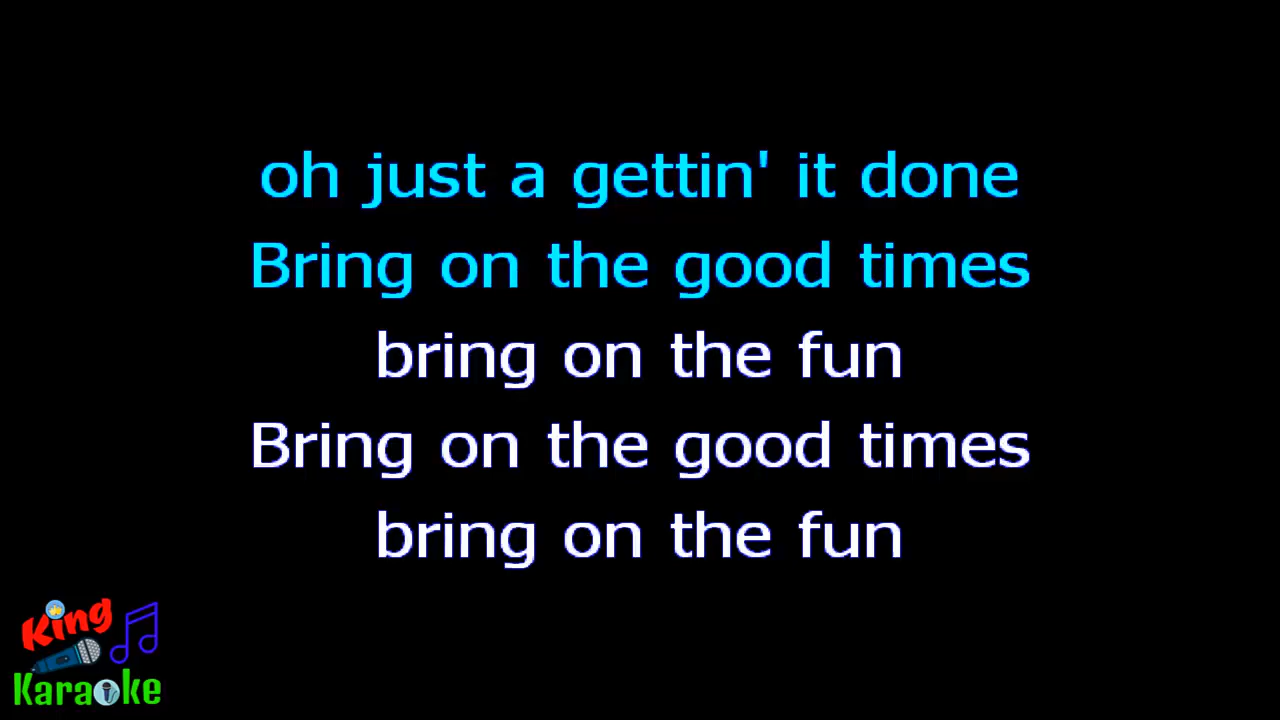 oh just a gettin' it done
Bring on the good times
bring on the fun
Bring on the good times
bring on the fun
King
Karaoke